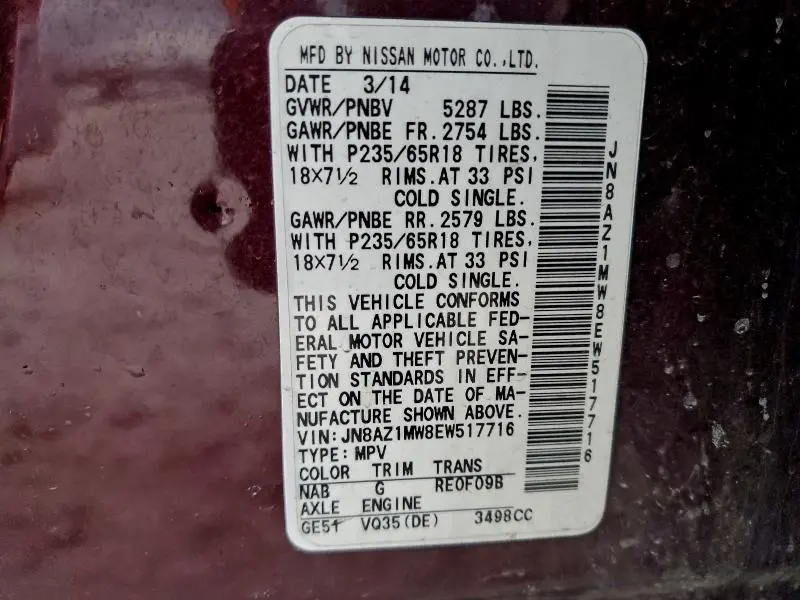 MFD BY NISSAN MOTOR CO.,LTD.
DATE 3/14
GVWR/PNBV 5287 LBS.
GAWR/PNBE FR. 2754 LBS.
WITH P235/65R18 TIRES,
18X7½ RIMS.AT 33 PSI
COLD SINGLE.
GAWR/PNBE RR. 2579 LBS.
WITH P235/65R18 TIRES,
18X7½ RIMS.AT 33 PSI
COLD SINGLE.
THIS VEHICLE CONFORMS
TO ALL APPLICABLE FED-
ERAL MOTOR VEHICLE SA-
FETY AND THEFT PREVEN-
TION STANDARDS IN EFF-
ECT ON THE DATE OF MA-
NUFACTURE SHOWN ABOVE.
VIN:JN8AZ1MW8EW517716
TYPE:MPV
COLOR TRIM TRANS
NAB G RE0F09B
AXLE ENGINE
GE54 VQ35(DE) 3498CC
JN8AZ1MW8EW517716